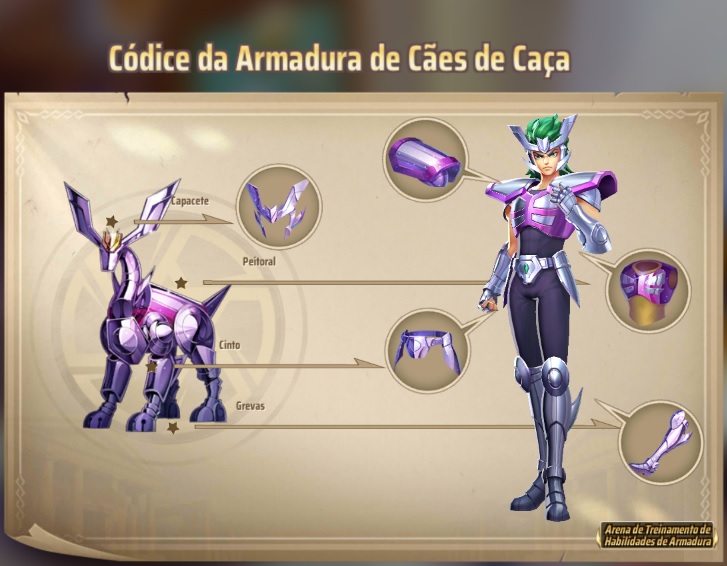 Códice da Armadura de Cães de Caça
Capacete
Peitoral
Cinto
Grevas
Arena de Treinamento de
Habilidades de Armadura